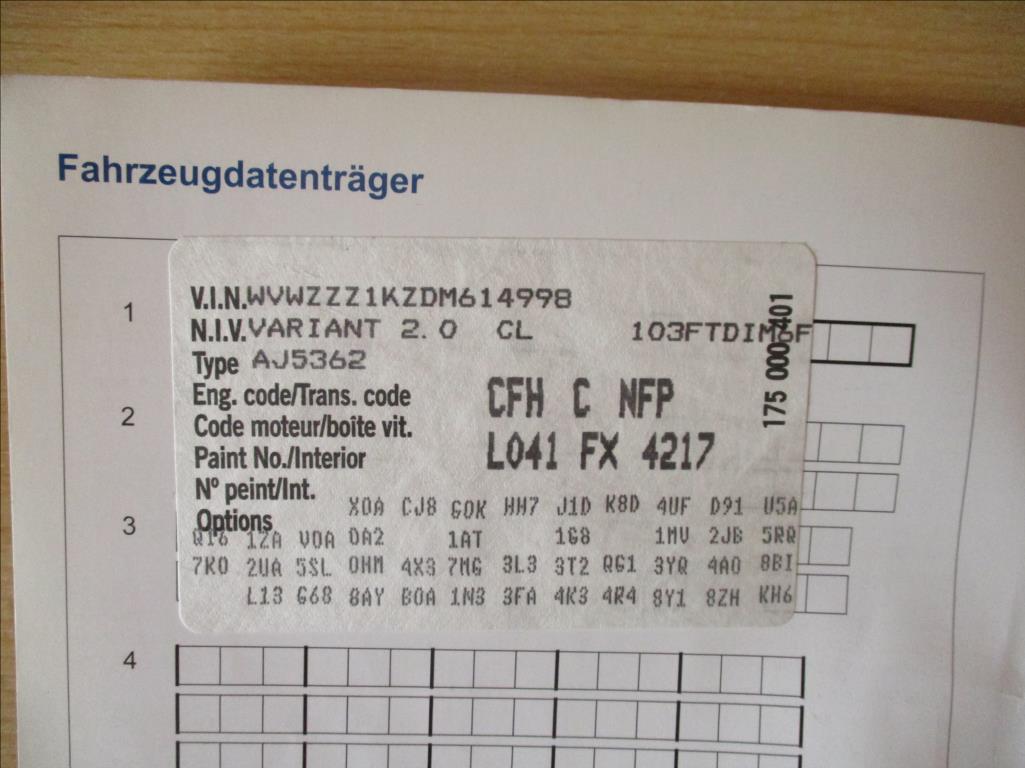 Fahrzeugdatenträger
1
V.I.N. WVWZZZ1KZDM614998
N.I.V. VARIANT 2.0 CL 103FTDIM6F
175 000 401
Type AJ5362
Eng. code/Trans. code CFH C NFP
2
Code moteur/boîte vit.
Paint No./Interior L041 FX 4217
N° peint/Int.
3
Options
X0A CJ8 G0K HH7 J1D K8D 4UF D91 U5A
Q16 1ZA V0A 0A2 1AT 1G8 1MV 2JB 5RQ
7K0 2UA 5SL 0HM 4X3 7MG 3L3 3T2 QG1 3YQ 4A0 8BI
L13 G68 8AY B0A 1N3 3FA 4K3 4R4 8Y1 8ZH KH6
4